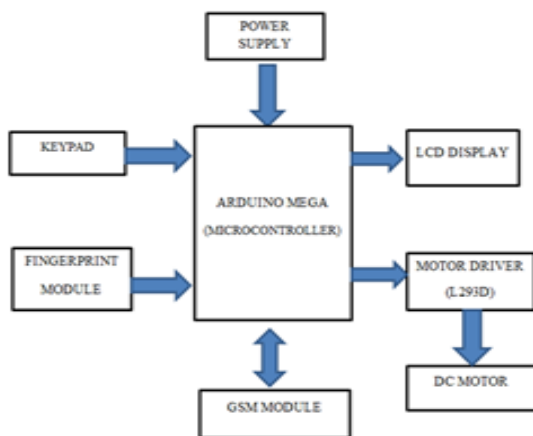 POWER
SUPPLY
KEYPAD
LCD DISPLAY
ARDUINO MEGA
(MICROCONTROLLER)
FINGERPRINT
MODULE
MOTOR DRIVER
(L293D)
GSM MODULE
DC MOTOR